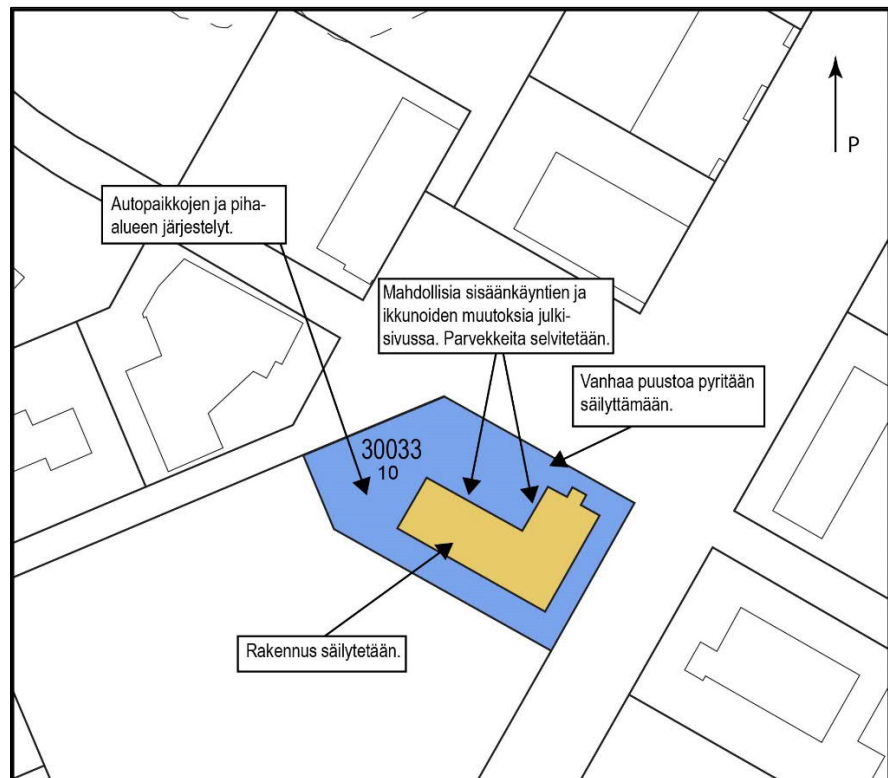 P
Autopaikkojen ja piha-
alueen järjestelyt.
Mahdollisia sisäänkäyntien ja
ikkunoiden muutoksia julki-
sivussa. Parvekkeita selvitetään.
Vanhaa puustoa pyritään
säilyttämään.
30033
10
Rakennus säilytetään.